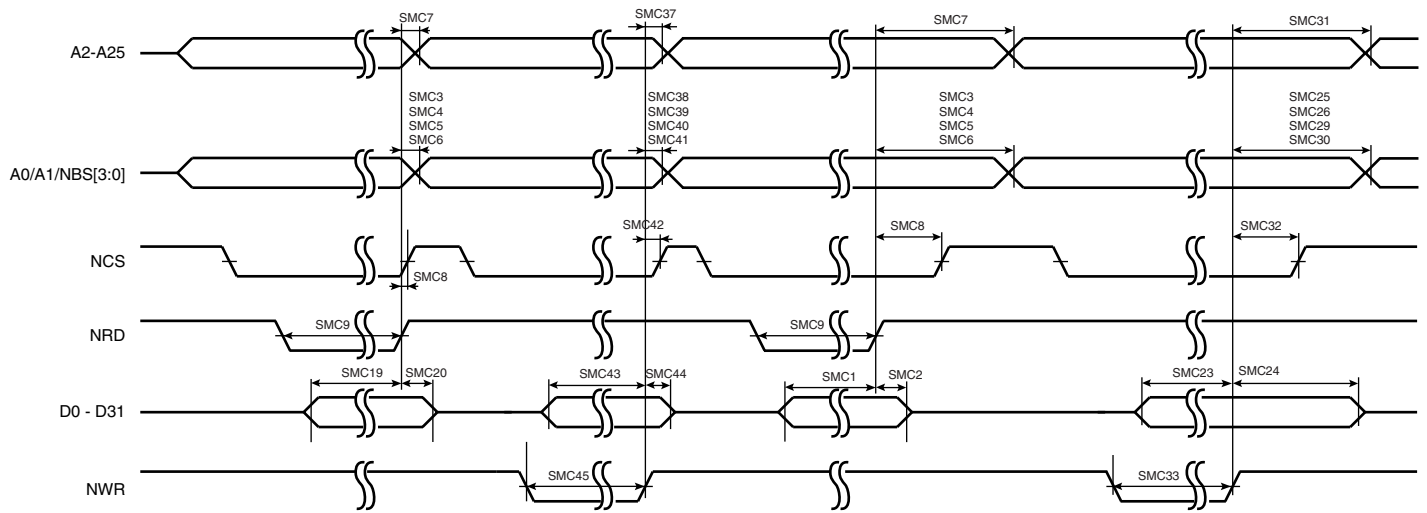 SMC7
SMC37
SMC7
SMC31
A2-A25
SMC3
SMC4
SMC5
SMC6
SMC38
SMC39
SMC40
SMC41
SMC3
SMC4
SMC5
SMC6
SMC25
SMC26
SMC29
SMC30
A0/A1/NBS[3:0]
SMC42
SMC8
SMC32
NCS
SMC8
NRD
SMC9
SMC9
SMC19
SMC20
SMC43
SMC44
SMC1
SMC2
SMC23
SMC24
D0 - D31
SMC45
SMC33
NWR